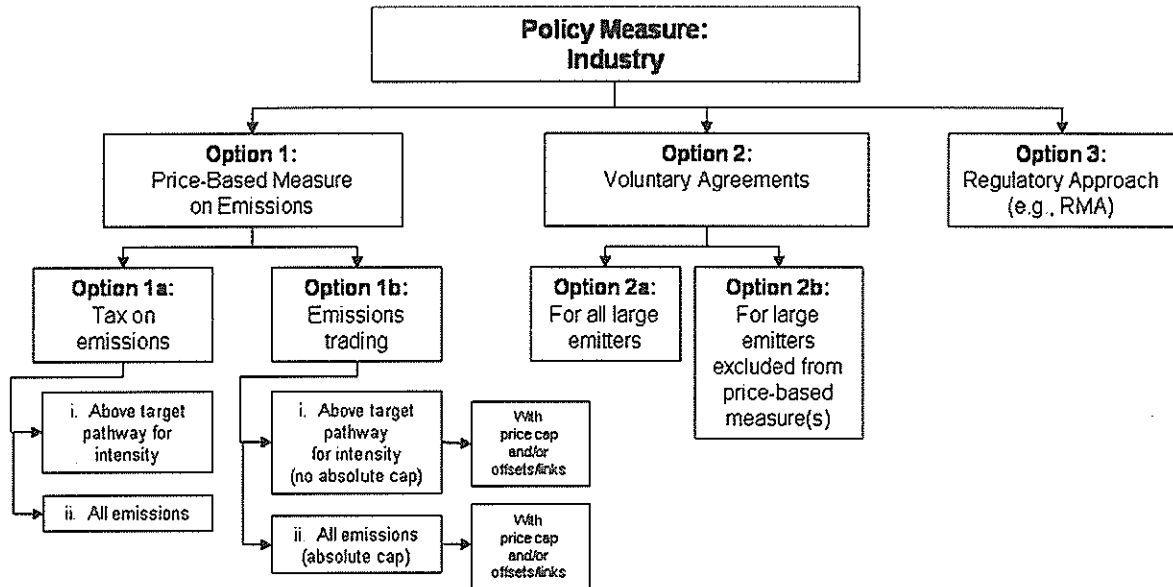 Policy Measure:
Industry
Option 1:
Price-Based Measure
on Emissions
Option 2:
Voluntary Agreements
Option 3:
Regulatory Approach
(e.g., RMA)
Option 1a:
Tax on
emissions
Option 1b:
Emissions
trading
Option 2a:
For all large
emitters
Option 2b:
For large
emitters
excluded from
price-based
measure(s)
i. Above target
pathway for
intensity
ii. All emissions
i. Above target
pathway
for intensity
(no absolute cap)
With
price cap
and/or
offsets/links
ii. All emissions
(absolute cap)
With
price cap
and/or
offsets/links